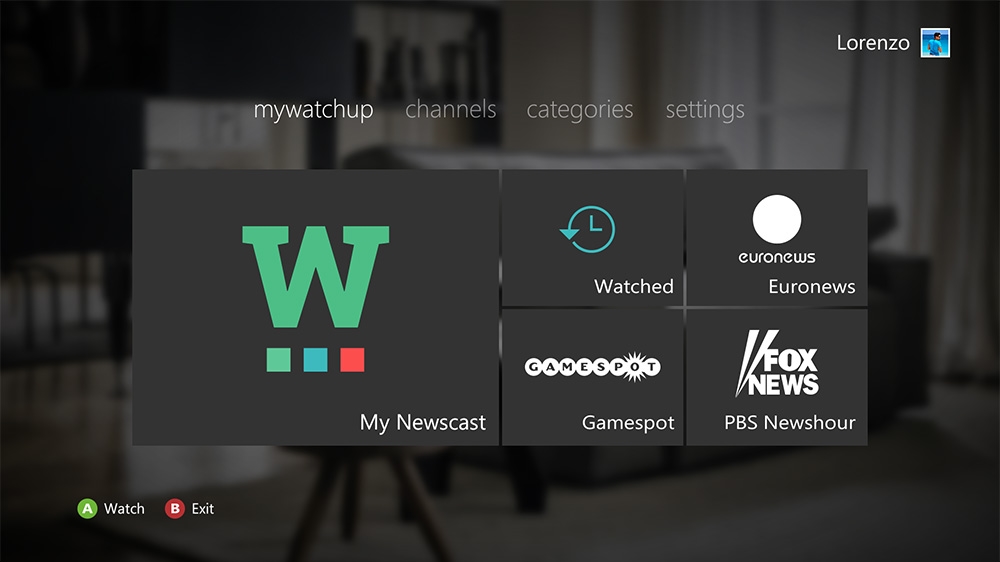 Lorenzo
mywatchup channels categories settings
W
My Newscast
Watched
euronews
Euronews
GAMESPOT
Gamespot
FOX
NEWS
PBS Newshour
A Watch B Exit